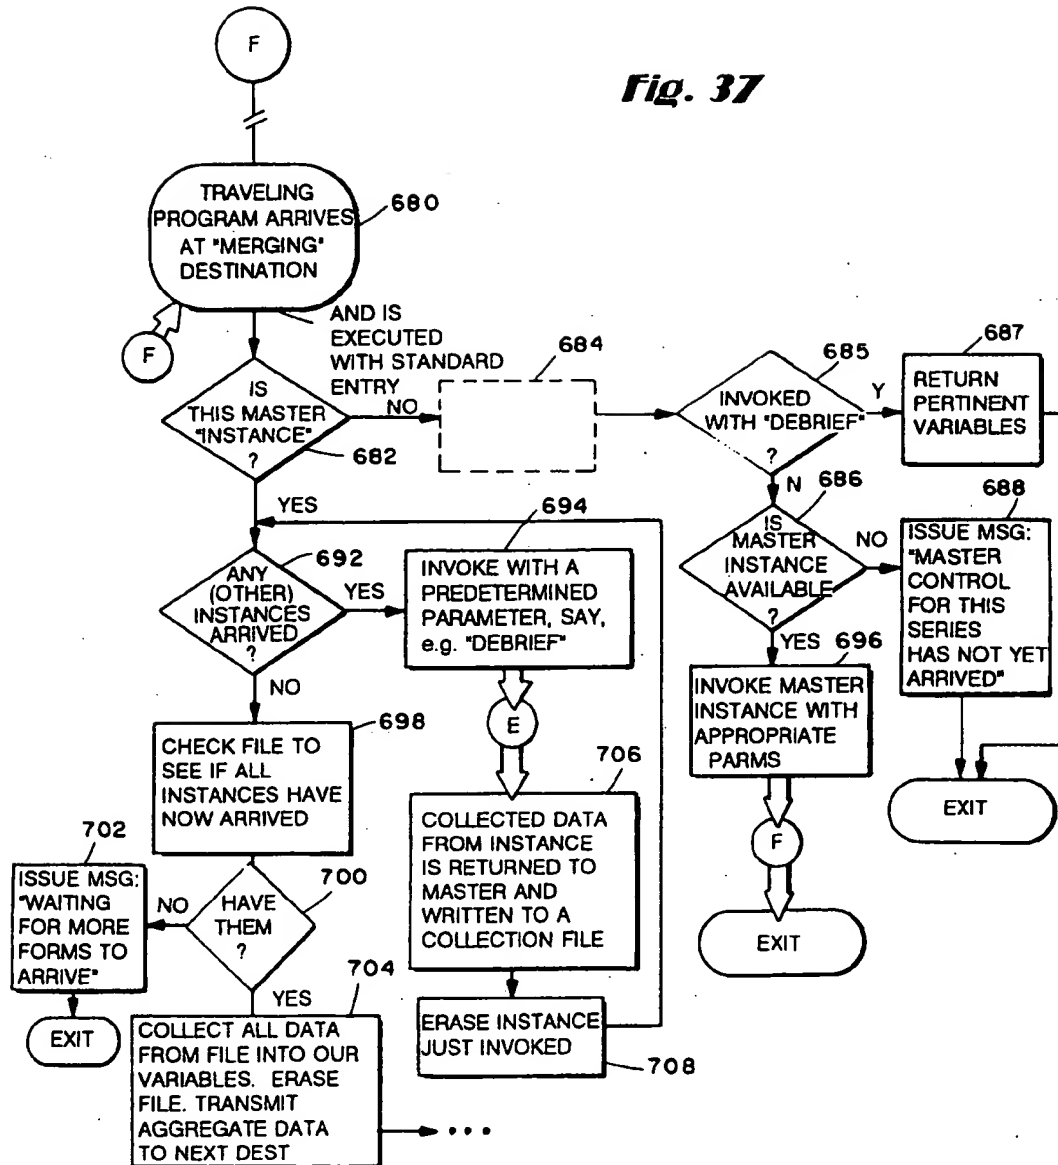 F
Fig. 37
TRAVELING
PROGRAM ARRIVES
AT "MERGING"
DESTINATION
680
F
AND IS
EXECUTED
WITH STANDARD
ENTRY
IS
THIS MASTER
"INSTANCE"
?
682
NO
684
INVOKED
WITH "DEBRIEF"
?
685
Y
687
RETURN
PERTINENT
VARIABLES
N
686
IS
MASTER
INSTANCE
AVAILABLE
?
NO
688
ISSUE MSG:
"MASTER
CONTROL
FOR THIS
SERIES
HAS NOT YET
ARRIVED"
EXIT
YES
696
INVOKE MASTER
INSTANCE WITH
APPROPRIATE
PARMS
F
EXIT
YES
692
ANY
(OTHER)
INSTANCES
ARRIVED
?
YES
694
INVOKE WITH A
PREDETERMINED
PARAMETER, SAY,
e.g. "DEBRIEF"
E
706
COLLECTED DATA
FROM INSTANCE
IS RETURNED TO
MASTER AND
WRITTEN TO A
COLLECTION FILE
ERASE INSTANCE
JUST INVOKED
708
NO
698
CHECK FILE TO
SEE IF ALL
INSTANCES HAVE
NOW ARRIVED
700
HAVE
THEM
?
NO
702
ISSUE MSG:
"WAITING
FOR MORE
FORMS TO
ARRIVE"
EXIT
YES
704
COLLECT ALL DATA
FROM FILE INTO OUR
VARIABLES. ERASE
FILE. TRANSMIT
AGGREGATE DATA
TO NEXT DEST
• • •